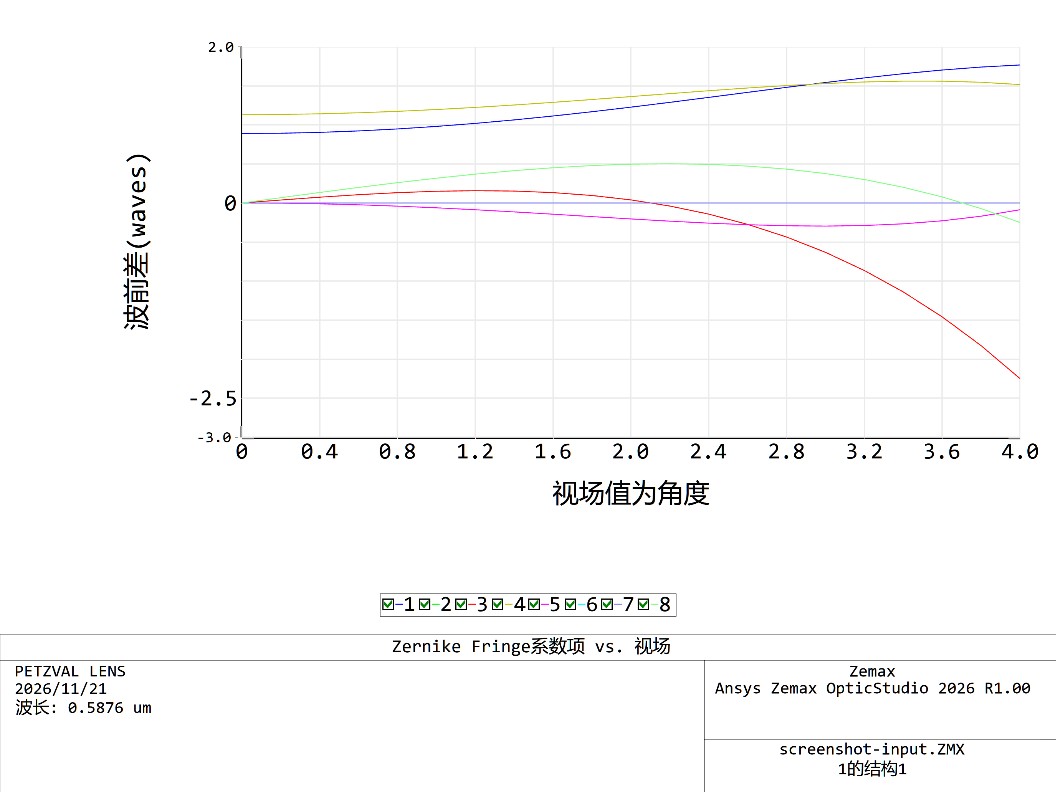 2.0
0
-2.5
-3.0
波前差(waves)
0 0.4 0.8 1.2 1.6 2.0 2.4 2.8 3.2 3.6 4.0
视场值为角度
1 2 3 4 5 6 7 8
Zernike Fringe系数项 vs. 视场
PETZVAL LENS
2026/11/21
波长: 0.5876 um
Zemax
Ansys Zemax OpticStudio 2026 R1.00
screenshot-input.ZMX
1的结构1